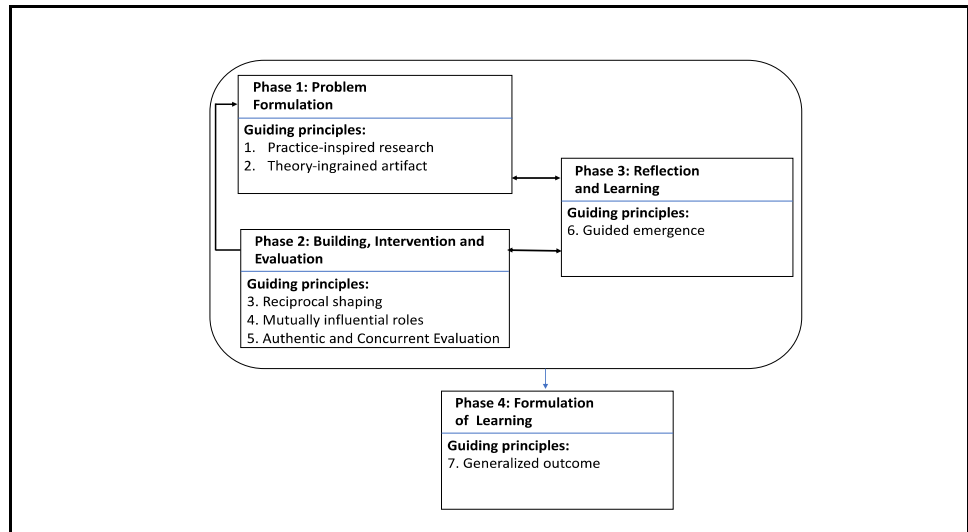 Phase 1: Problem
Formulation
Guiding principles:
1. Practice-inspired research
2. Theory-ingrained artifact
Phase 3: Reflection
and Learning
Guiding principles:
6. Guided emergence
Phase 2: Building, Intervention and
Evaluation
Guiding principles:
3. Reciprocal shaping
4. Mutually influential roles
5. Authentic and Concurrent Evaluation
Phase 4: Formulation
of Learning
Guiding principles:
7. Generalized outcome